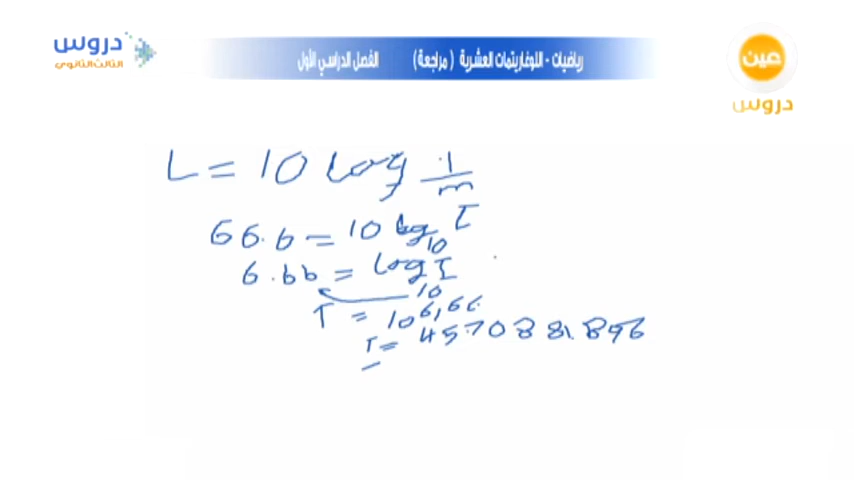 دروس
الثالث الثانوي
رياضيات - اللوغاريتمات العشرية ( مراجعة ) الفصل الدراسي الأول
عين
دروس
L = 10 log I/m
66.6 = 10 log10 I
6.66 = log10 I
I = 10^6,66
I = 4570881.896